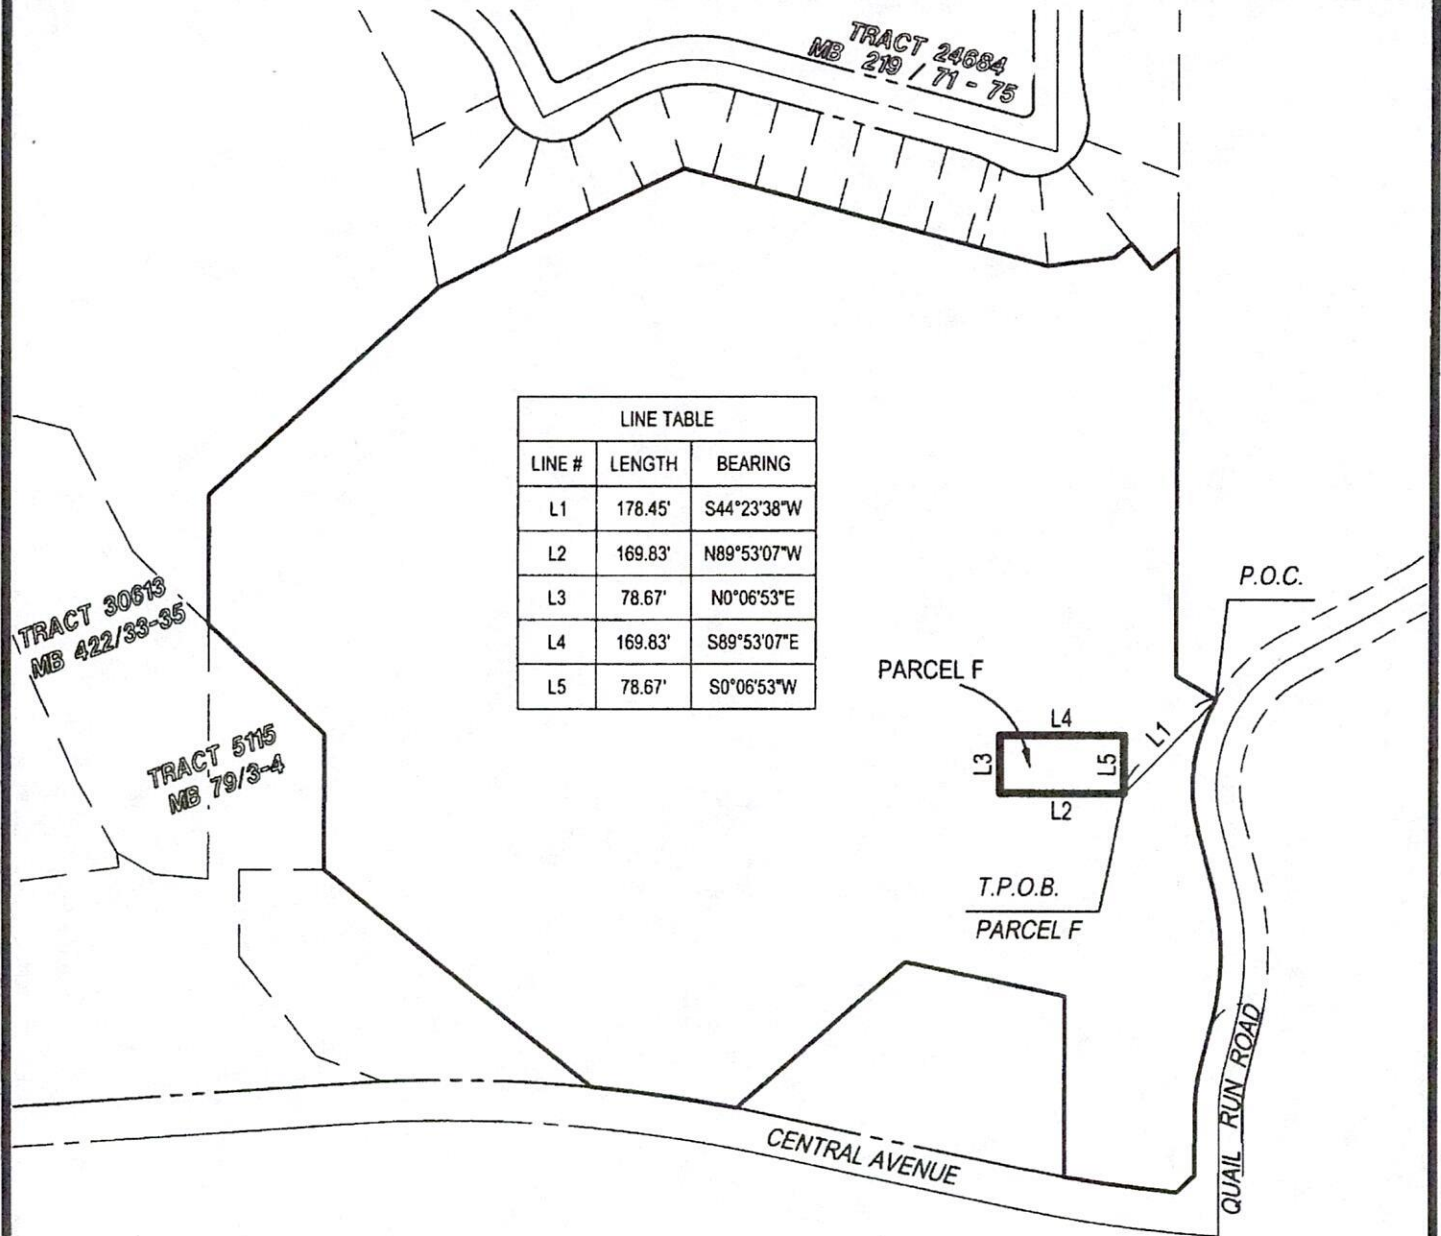 TRACT 24684
MB 219 / 71 - 75
LINE TABLE
LINE # LENGTH BEARING
L1 178.45' S44°23'38"W
L2 169.83' N89°53'07"W
L3 78.67' N0°06'53"E
L4 169.83' S89°53'07"E
L5 78.67' S0°06'53"W
P.O.C.
TRACT 30613
MB 422/33-35
PARCEL F
L4
L1
L3
L5
L2
TRACT 5115
MB 79/3-4
T.P.O.B.
PARCEL F
QUAIL RUN ROAD
CENTRAL AVENUE